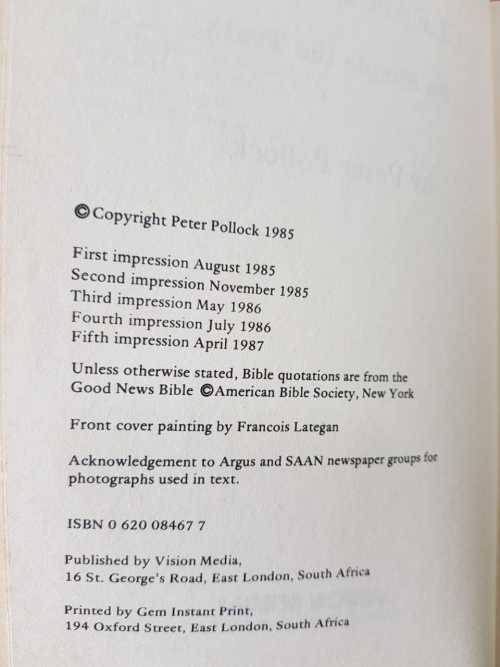 © Copyright Peter Pollock 1985
First impression August 1985
Second impression November 1985
Third impression May 1986
Fourth impression July 1986
Fifth impression April 1987
Unless otherwise stated, Bible quotations are from the
Good News Bible © American Bible Society, New York
Front cover painting by Francois Lategan
Acknowledgement to Argus and SAAN newspaper groups for
photographs used in text.
ISBN 0 620 08467 7
Published by Vision Media,
16 St. George's Road, East London, South Africa
Printed by Gem Instant Print,
194 Oxford Street, East London, South Africa